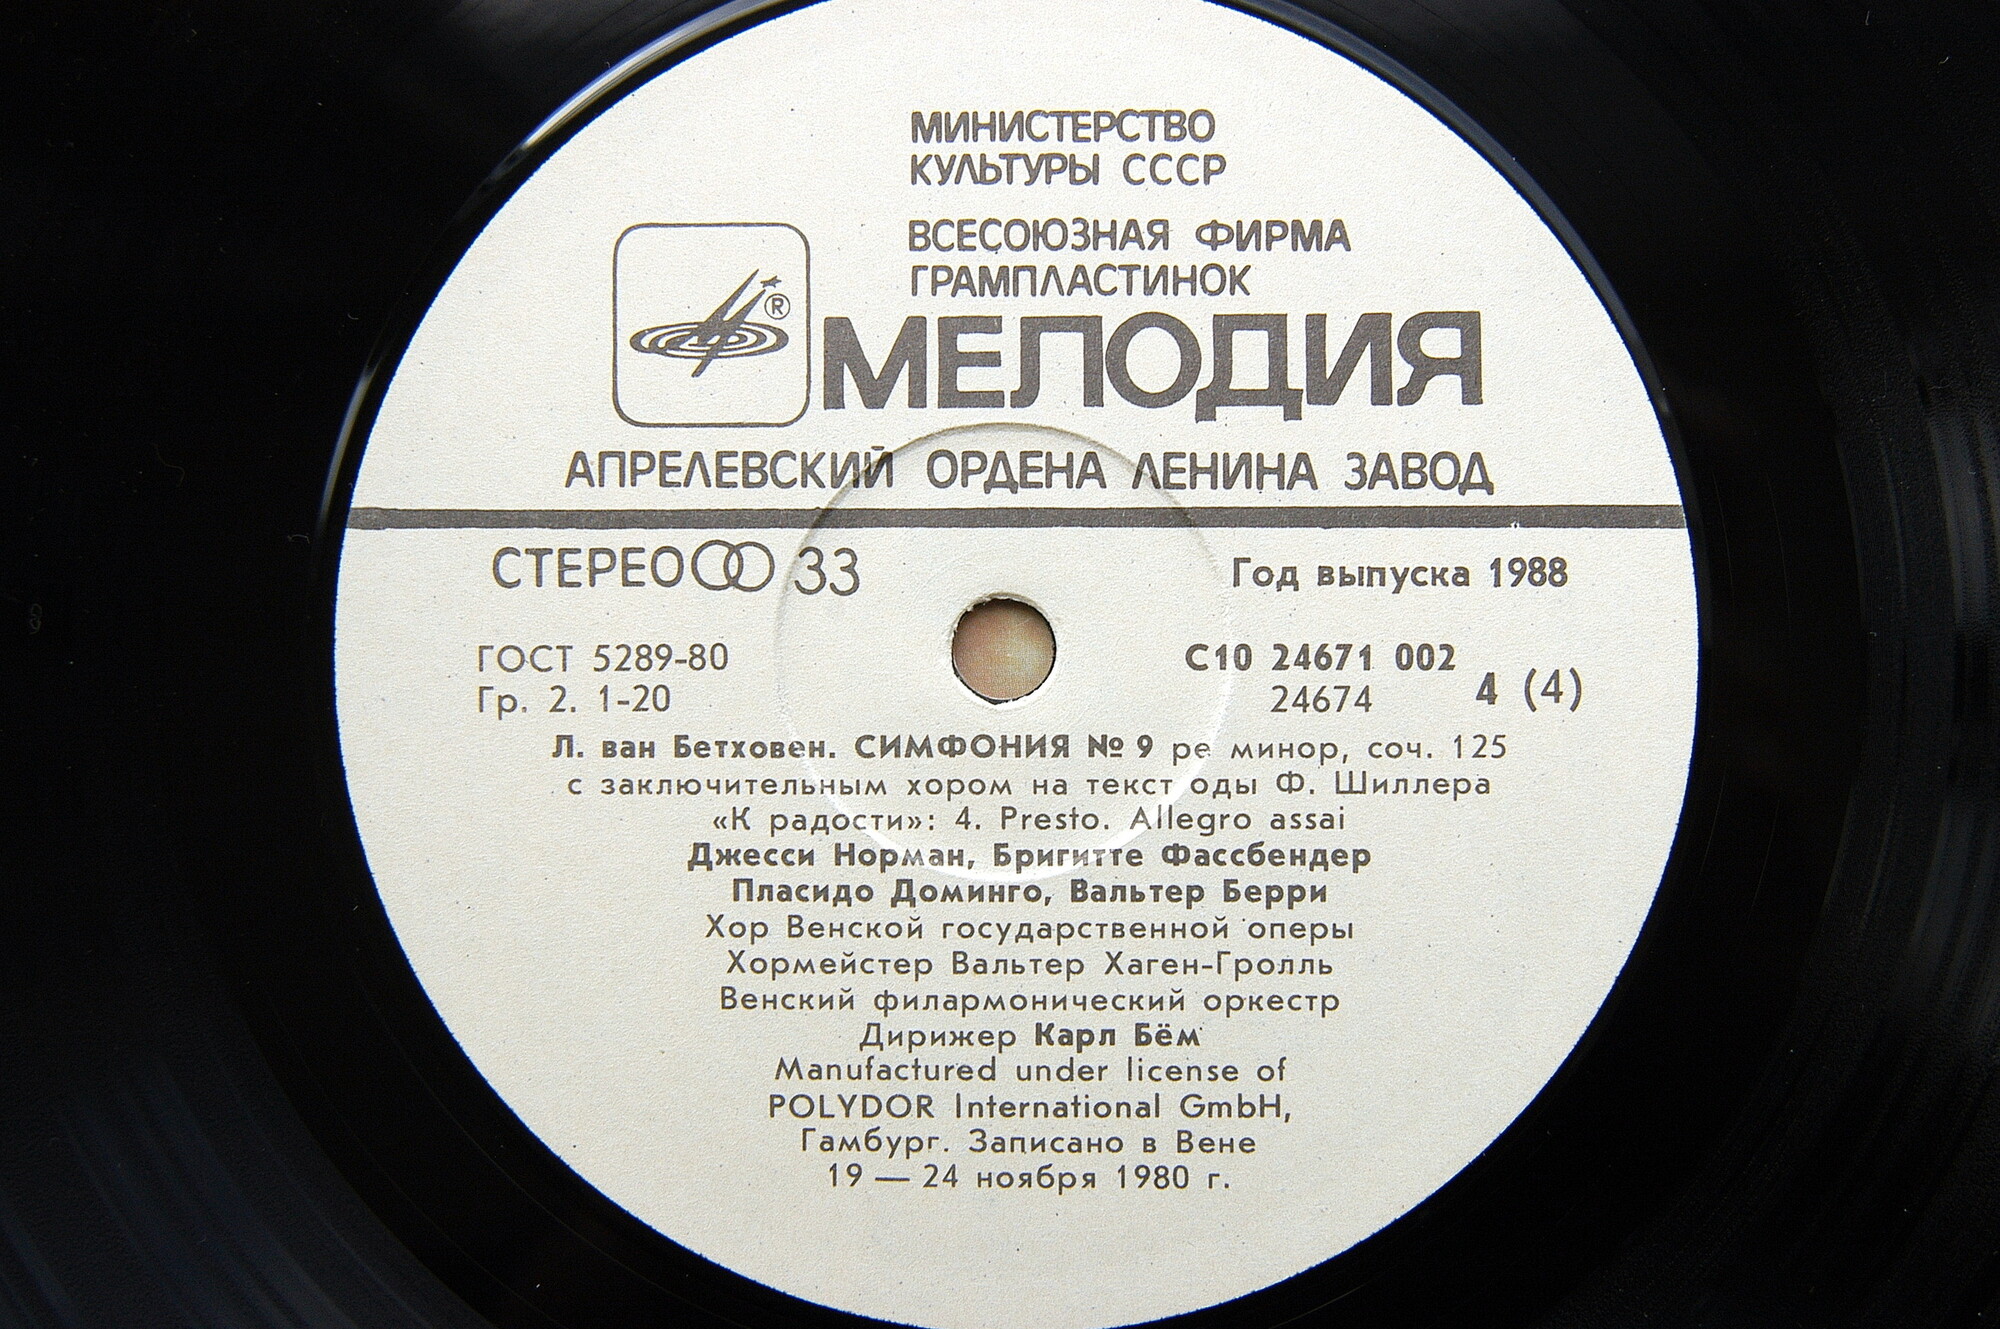 МИНИСТЕРСТВО
КУЛЬТУРЫ СССР
ВСЕСОЮЗНАЯ ФИРМА
ГРАМПЛАСТИНОК
®
МЕЛОДИЯ
АПРЕЛЕВСКИЙ ОРДЕНА ЛЕНИНА ЗАВОД
СТЕРЕО 33
Год выпуска 1988
ГОСТ 5289-80
Гр. 2. 1-20
С10 24671 002
24674
4 (4)
Л. ван Бетховен. СИМФОНИЯ № 9 ре минор, соч. 125
с заключительным хором на текст оды Ф. Шиллера
«К радости»: 4. Presto. Allegro assai
Джесси Норман, Бригитте Фассбендер
Пласидо Доминго, Вальтер Берри
Хор Венской государственной оперы
Хормейстер Вальтер Хаген-Гролль
Венский филармонический оркестр
Дирижер Карл Бём
Manufactured under license of
POLYDOR International GmbH,
Гамбург. Записано в Вене
19 — 24 ноября 1980 г.